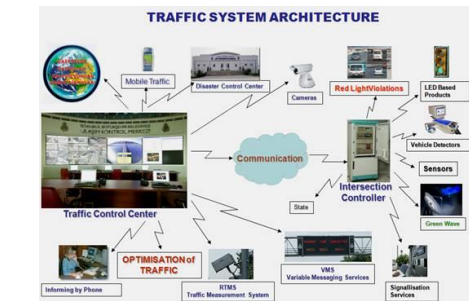 TRAFFIC SYSTEM ARCHITECTURE
Mobile Traffic
Disaster Control Center
Cameras
Red LightViolations
LED Based
Products
Vehicle Detectors
Communication
Sensors
Traffic Control Center
Intersection
Controller
State
Green Wave
Informing by Phone
OPTIMISATION of
TRAFFIC
RTMS
Traffic Measurement System
VMS
Variable Messaging Services
Signallisation
Services